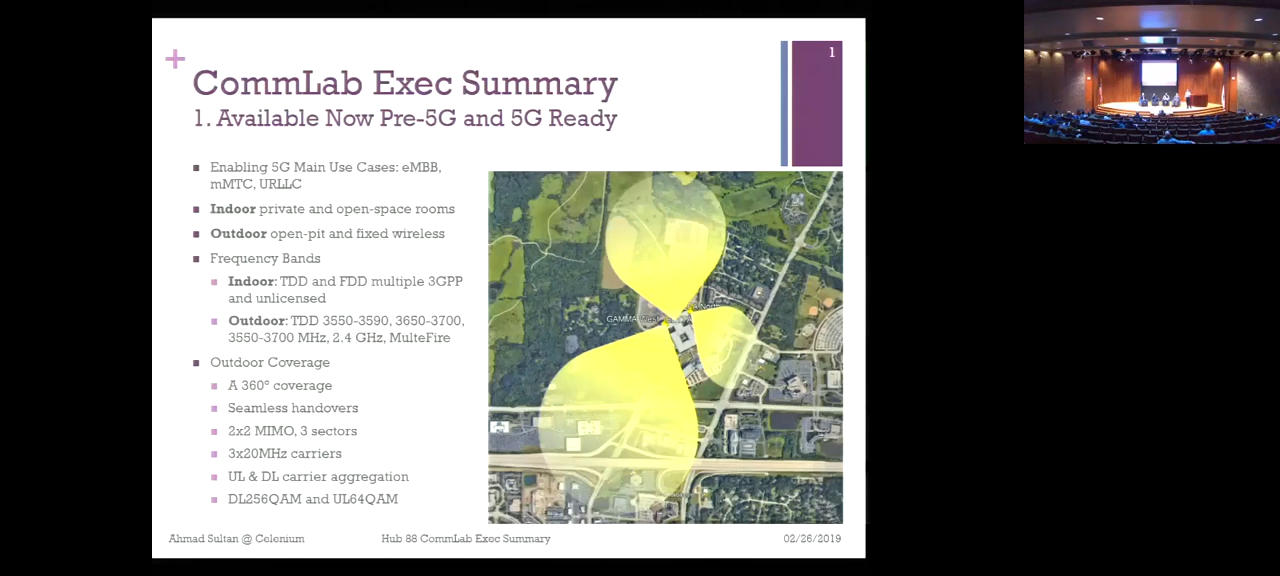 1
+
CommLab Exec Summary
1. Available Now Pre-5G and 5G Ready
Enabling 5G Main Use Cases: eMBB,
mMTC, URLLC
Indoor private and open-space rooms
Outdoor open-pit and fixed wireless
Frequency Bands
Indoor: TDD and FDD multiple 3GPP
and unlicensed
Outdoor: TDD 3550-3590, 3650-3700,
3550-3700 MHz, 2.4 GHz, MulteFire
Outdoor Coverage
A 360° coverage
Seamless handovers
2x2 MIMO, 3 sectors
3x20MHz carriers
UL & DL carrier aggregation
DL256QAM and UL64QAM
North
GAMMA West
Ahmad Sultan @ Celenium
Hub 88 CommLab Exec Summary
02/26/2019